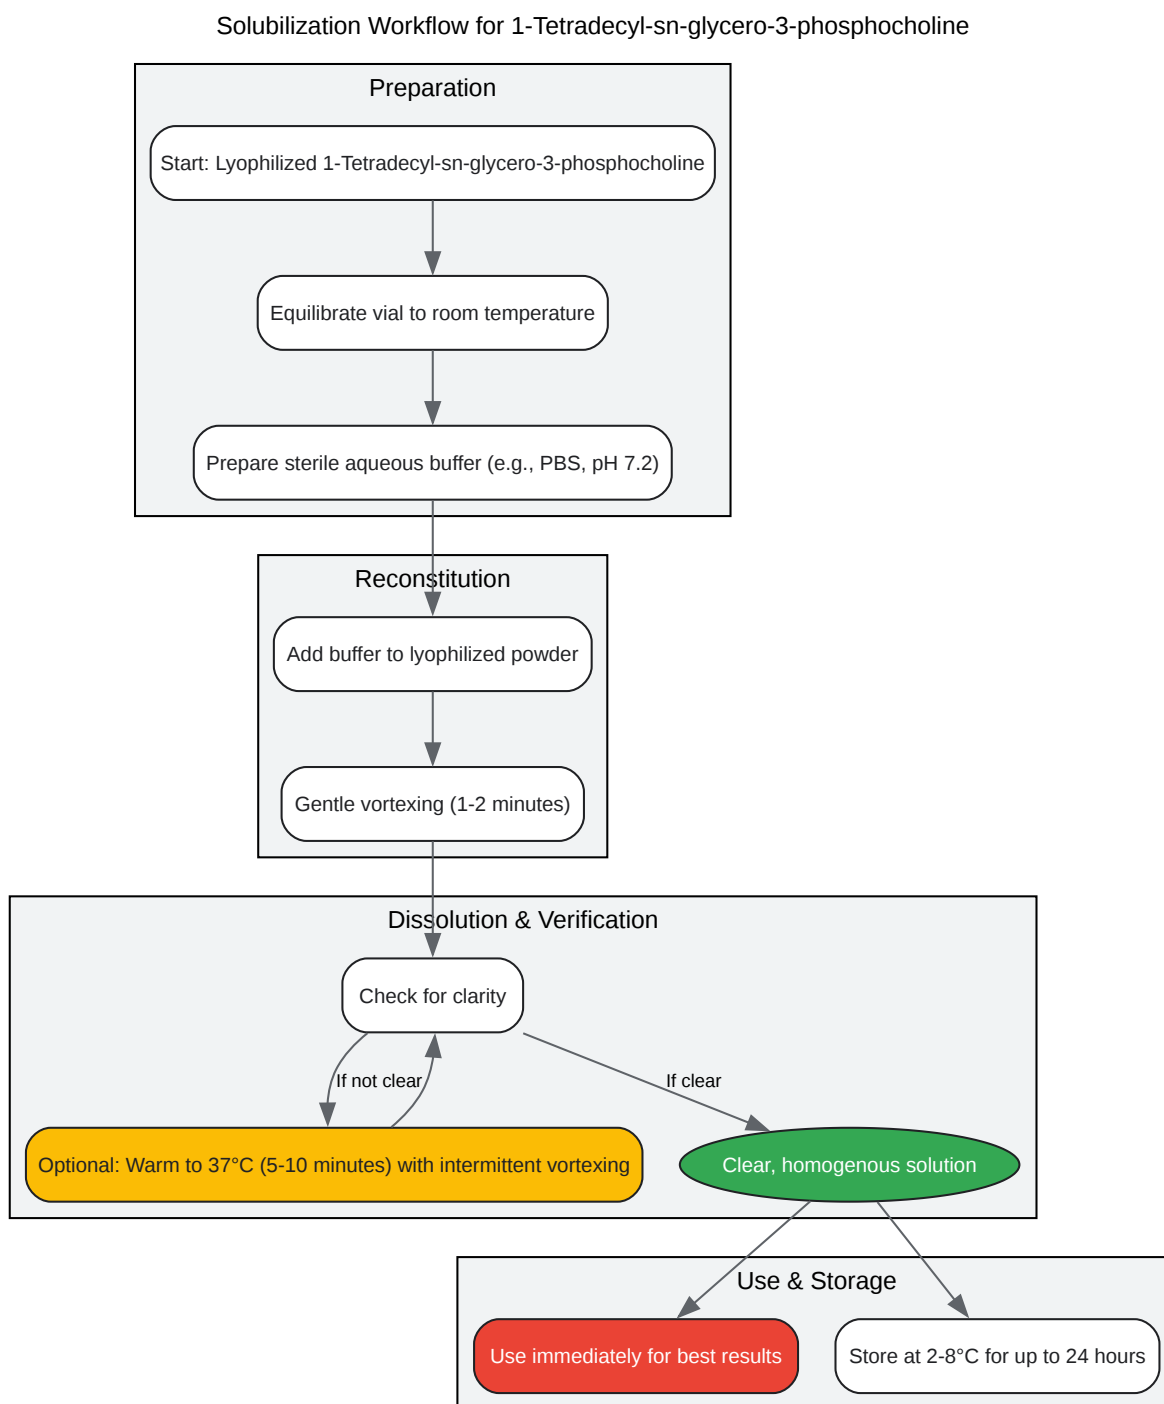 Solubilization Workflow for 1-Tetradecyl-sn-glycero-3-phosphocholine
Preparation
Start: Lyophilized 1-Tetradecyl-sn-glycero-3-phosphocholine
Equilibrate vial to room temperature
Prepare sterile aqueous buffer (e.g., PBS, pH 7.2)
Reconstitution
Add buffer to lyophilized powder
Gentle vortexing (1-2 minutes)
Dissolution & Verification
Check for clarity
If not clear
If clear
Optional: Warm to 37°C (5-10 minutes) with intermittent vortexing
Clear, homogenous solution
Use & Storage
Use immediately for best results
Store at 2-8°C for up to 24 hours